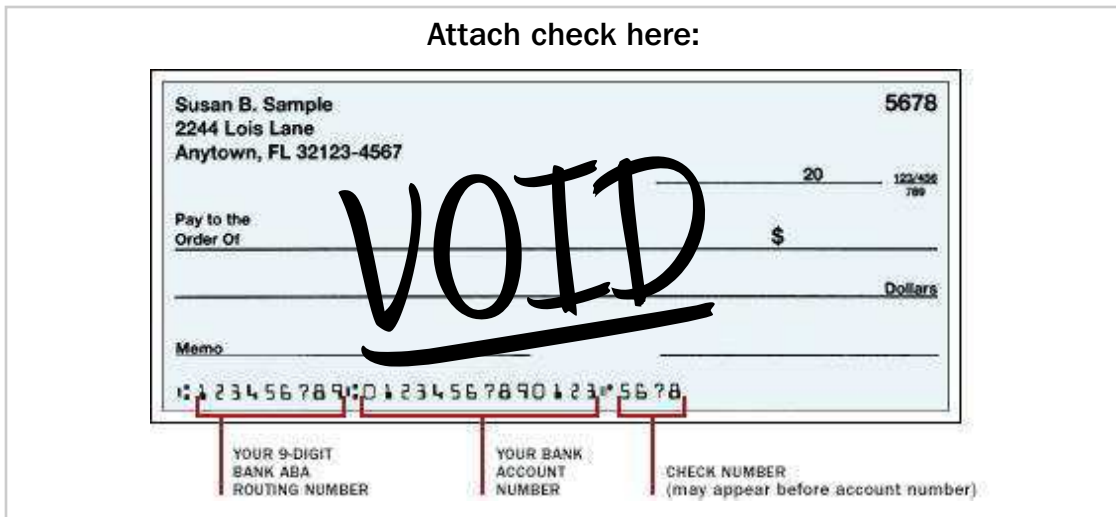 Attach check here:
Susan B. Sample
5678
2244 Lois Lane
Anytown, FL 32123-4567
20
123/456
789
VOID
Pay to the
Order Of
$
Dollars
Memo
⑆123456789⑆01234567890123⑈5678
YOUR 9-DIGIT
BANK ABA
ROUTING NUMBER
YOUR BANK
ACCOUNT
NUMBER
CHECK NUMBER
(may appear before account number)